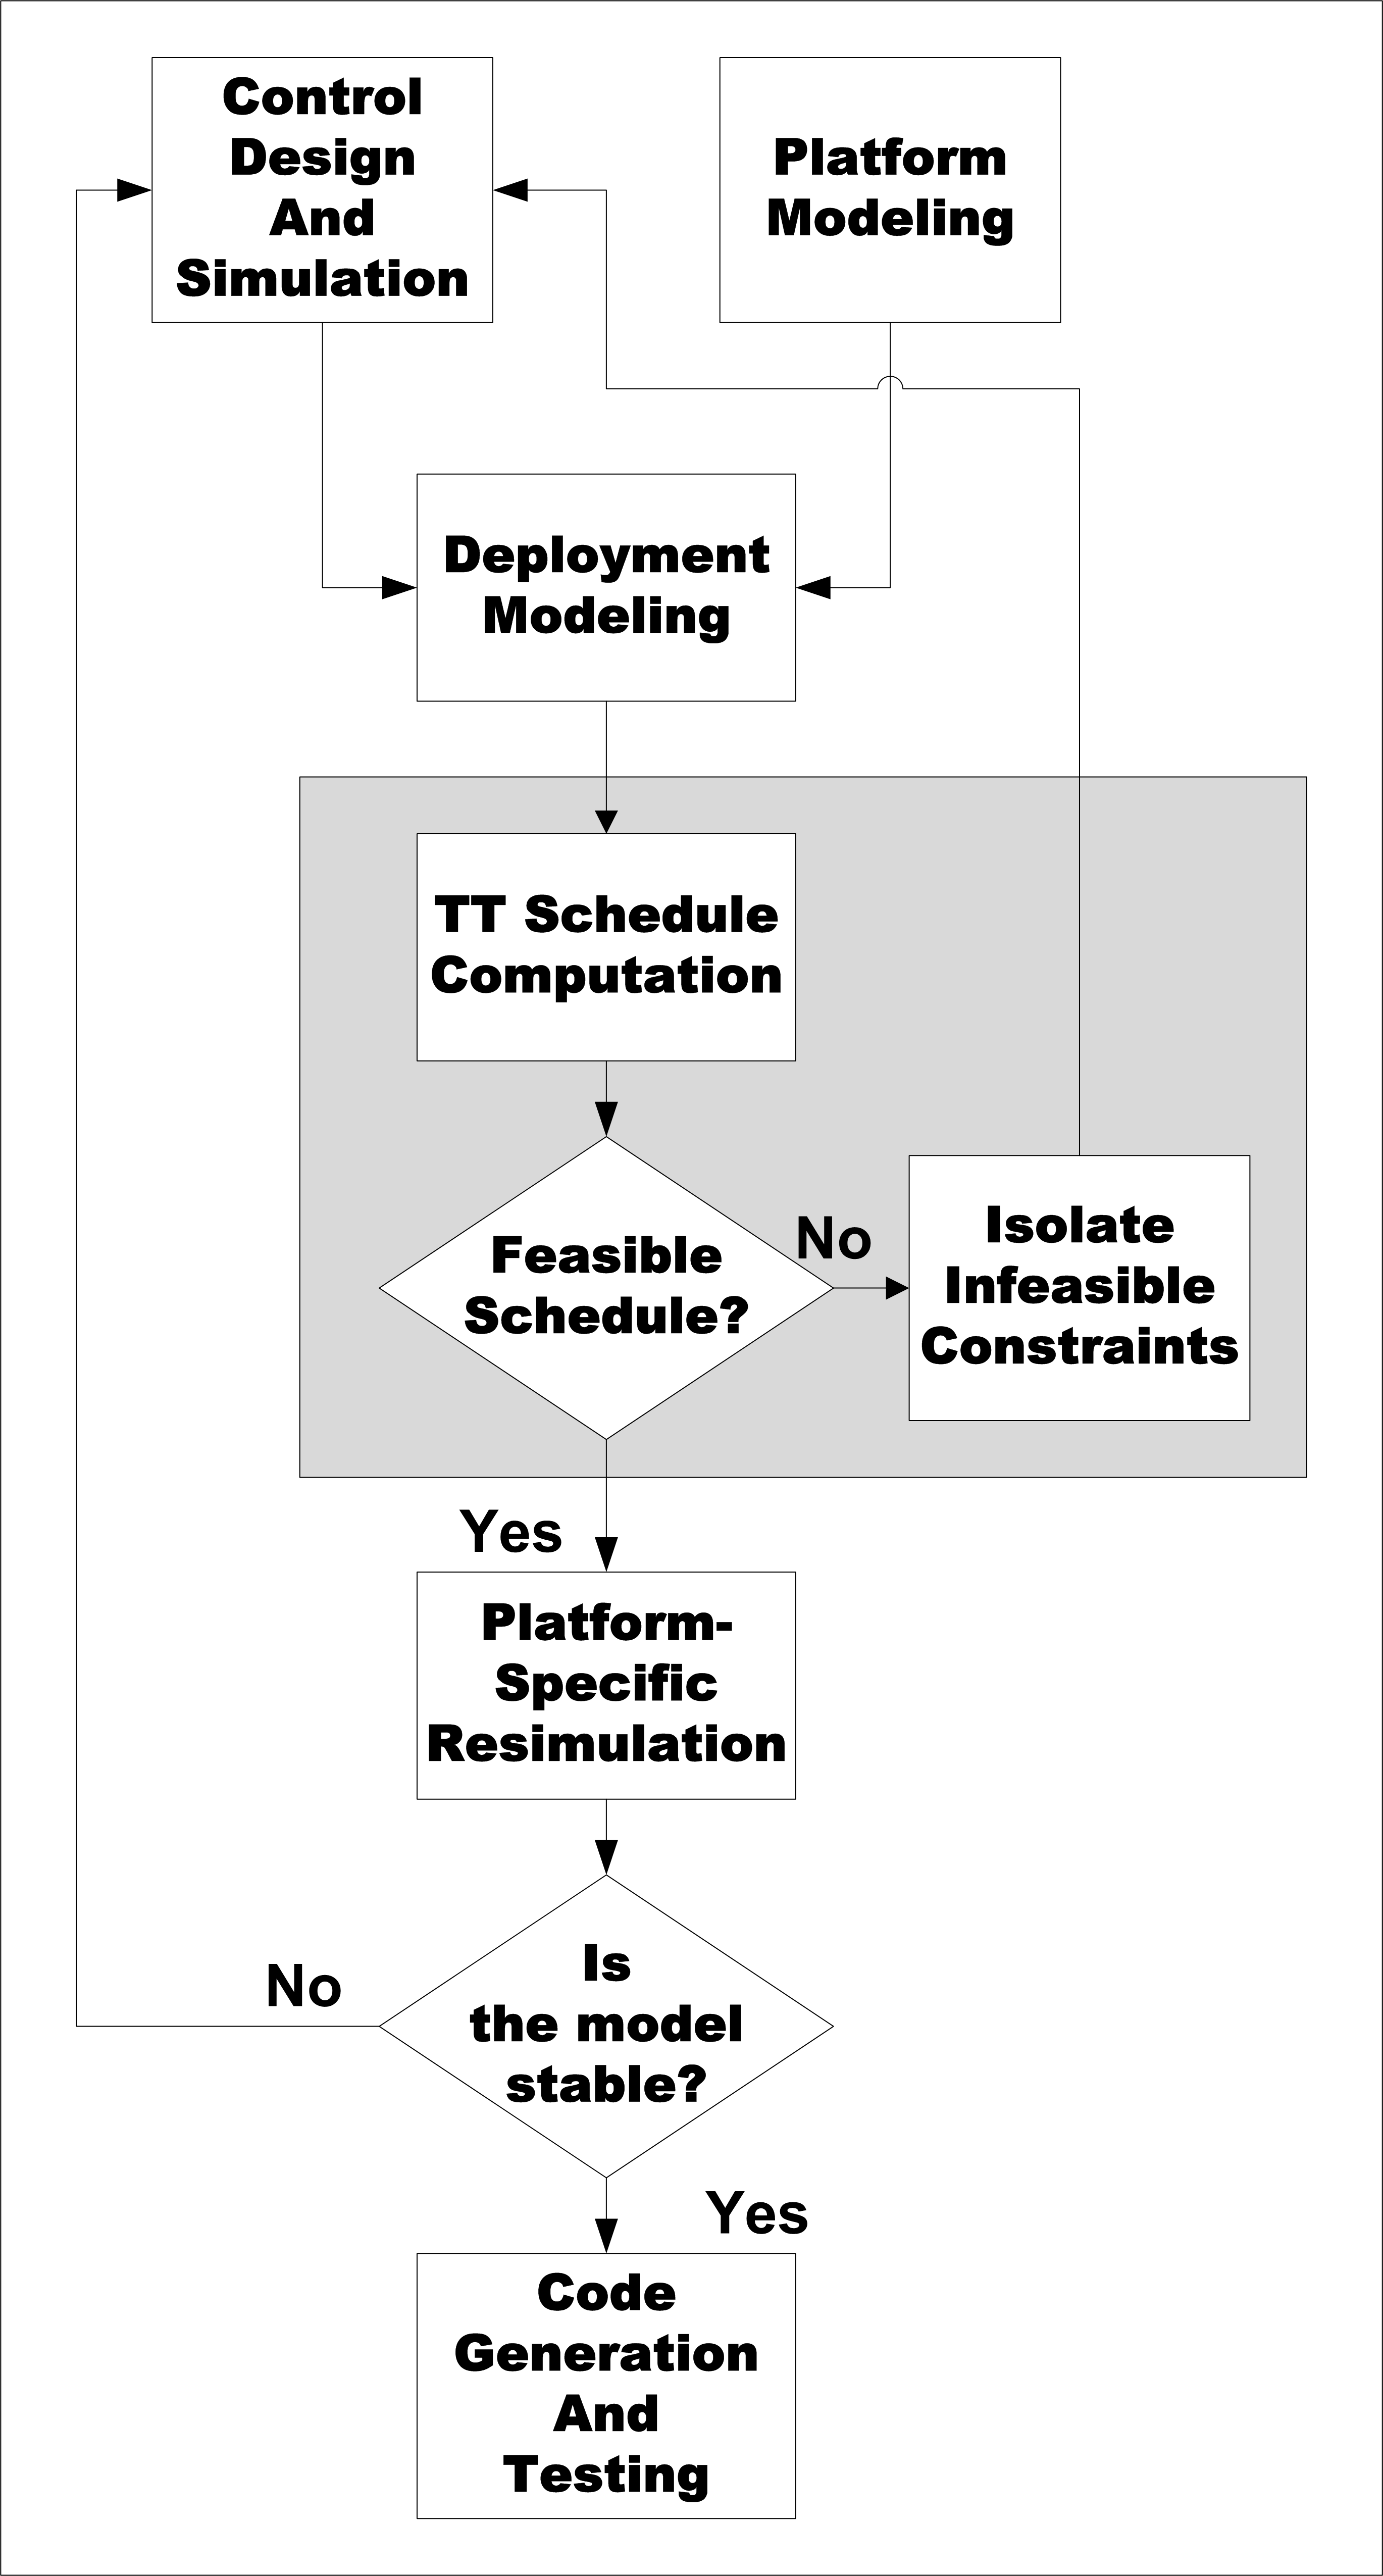 Control
Design
And
Simulation
Platform
Modeling
Deployment
Modeling
TT Schedule
Computation
Feasible
Schedule?
No
Isolate
Infeasible
Constraints
Yes
Platform-
Specific
Resimulation
Is
the model
stable?
No
Yes
Code
Generation
And
Testing